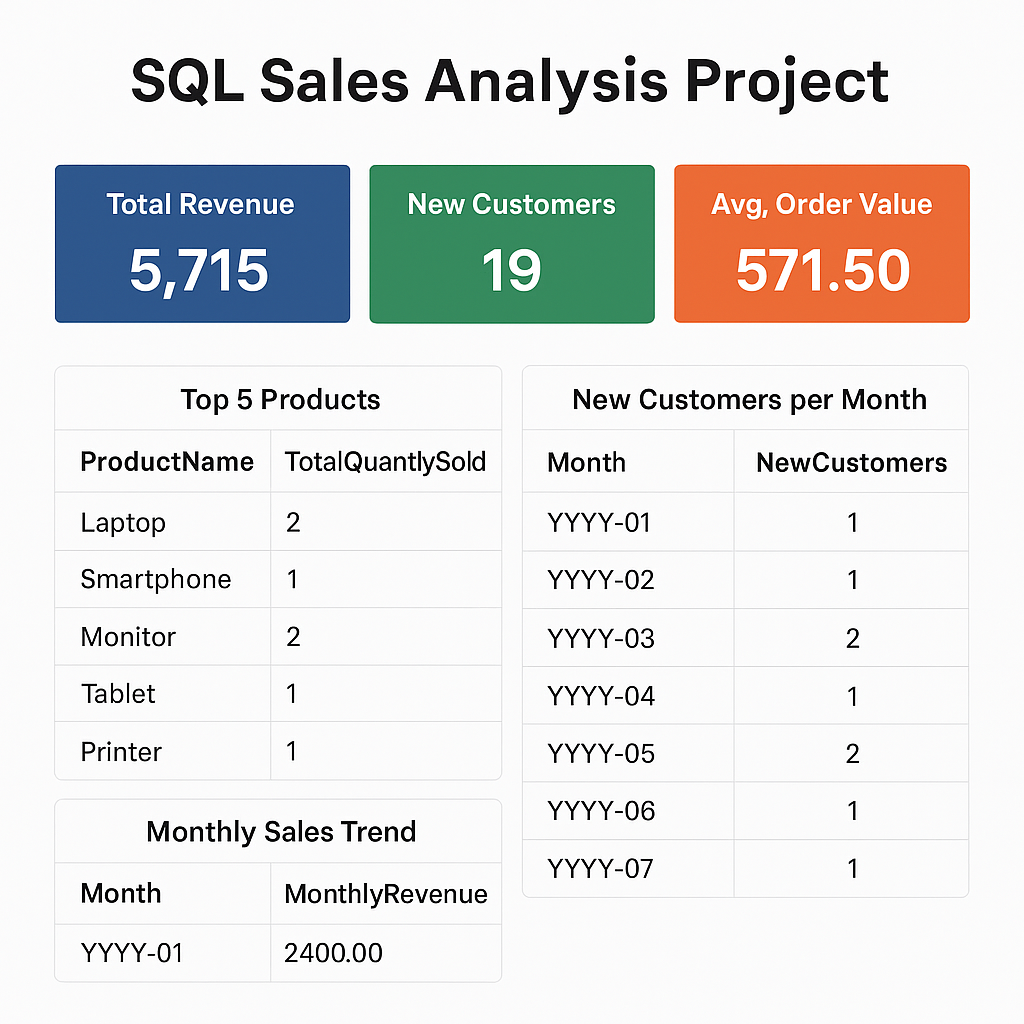 SQL Sales Analysis Project
Total Revenue
5,715
New Customers
19
Avg, Order Value
571.50
Top 5 Products
ProductName TotalQuantlySold
Laptop 2
Smartphone 1
Monitor 2
Tablet 1
Printer 1
Monthly Sales Trend
Month MonthlyRevenue
YYYY-01 2400.00
New Customers per Month
Month NewCustomers
YYYY-01 1
YYYY-02 1
YYYY-03 2
YYYY-04 1
YYYY-05 2
YYYY-06 1
YYYY-07 1